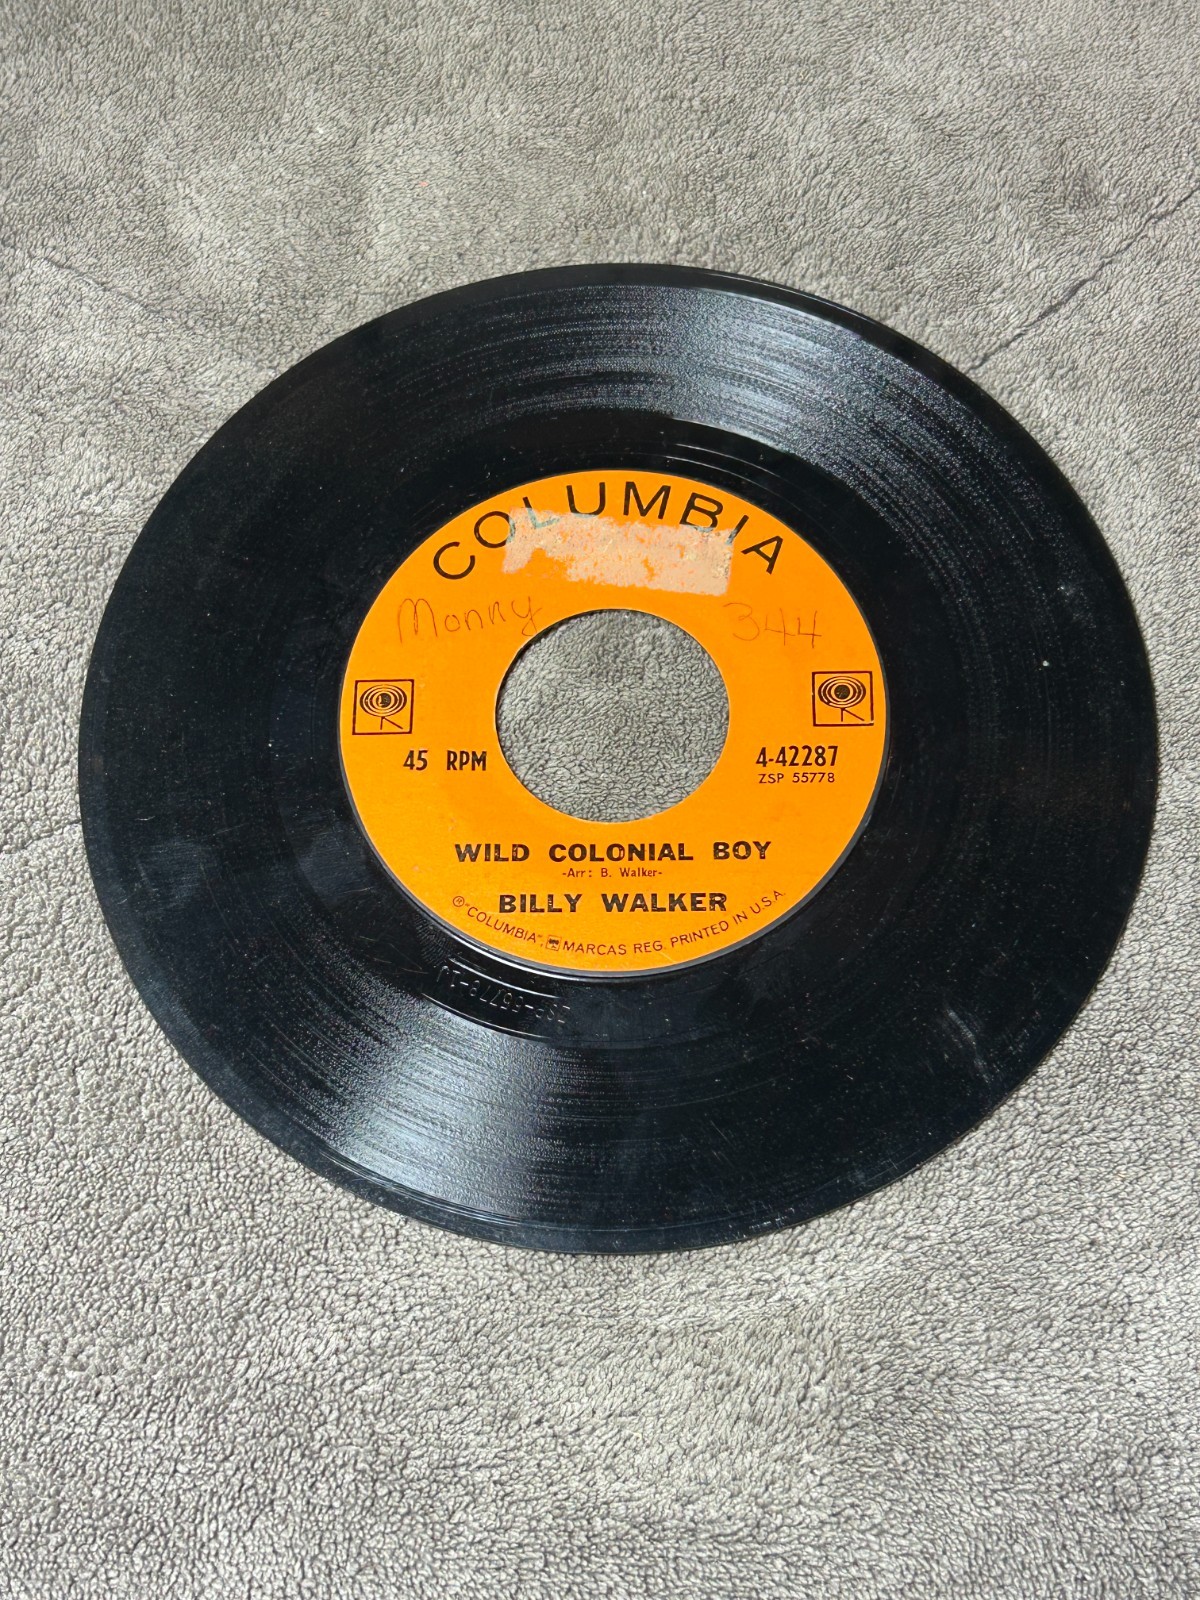 COLUMBIA
Monny 344
45 RPM 4-42287
ZSP 55778
WILD COLONIAL BOY
-Arr: B. Walker-
BILLY WALKER
Ⓡ"COLUMBIA", MARCAS REG. PRINTED IN U.S.A.